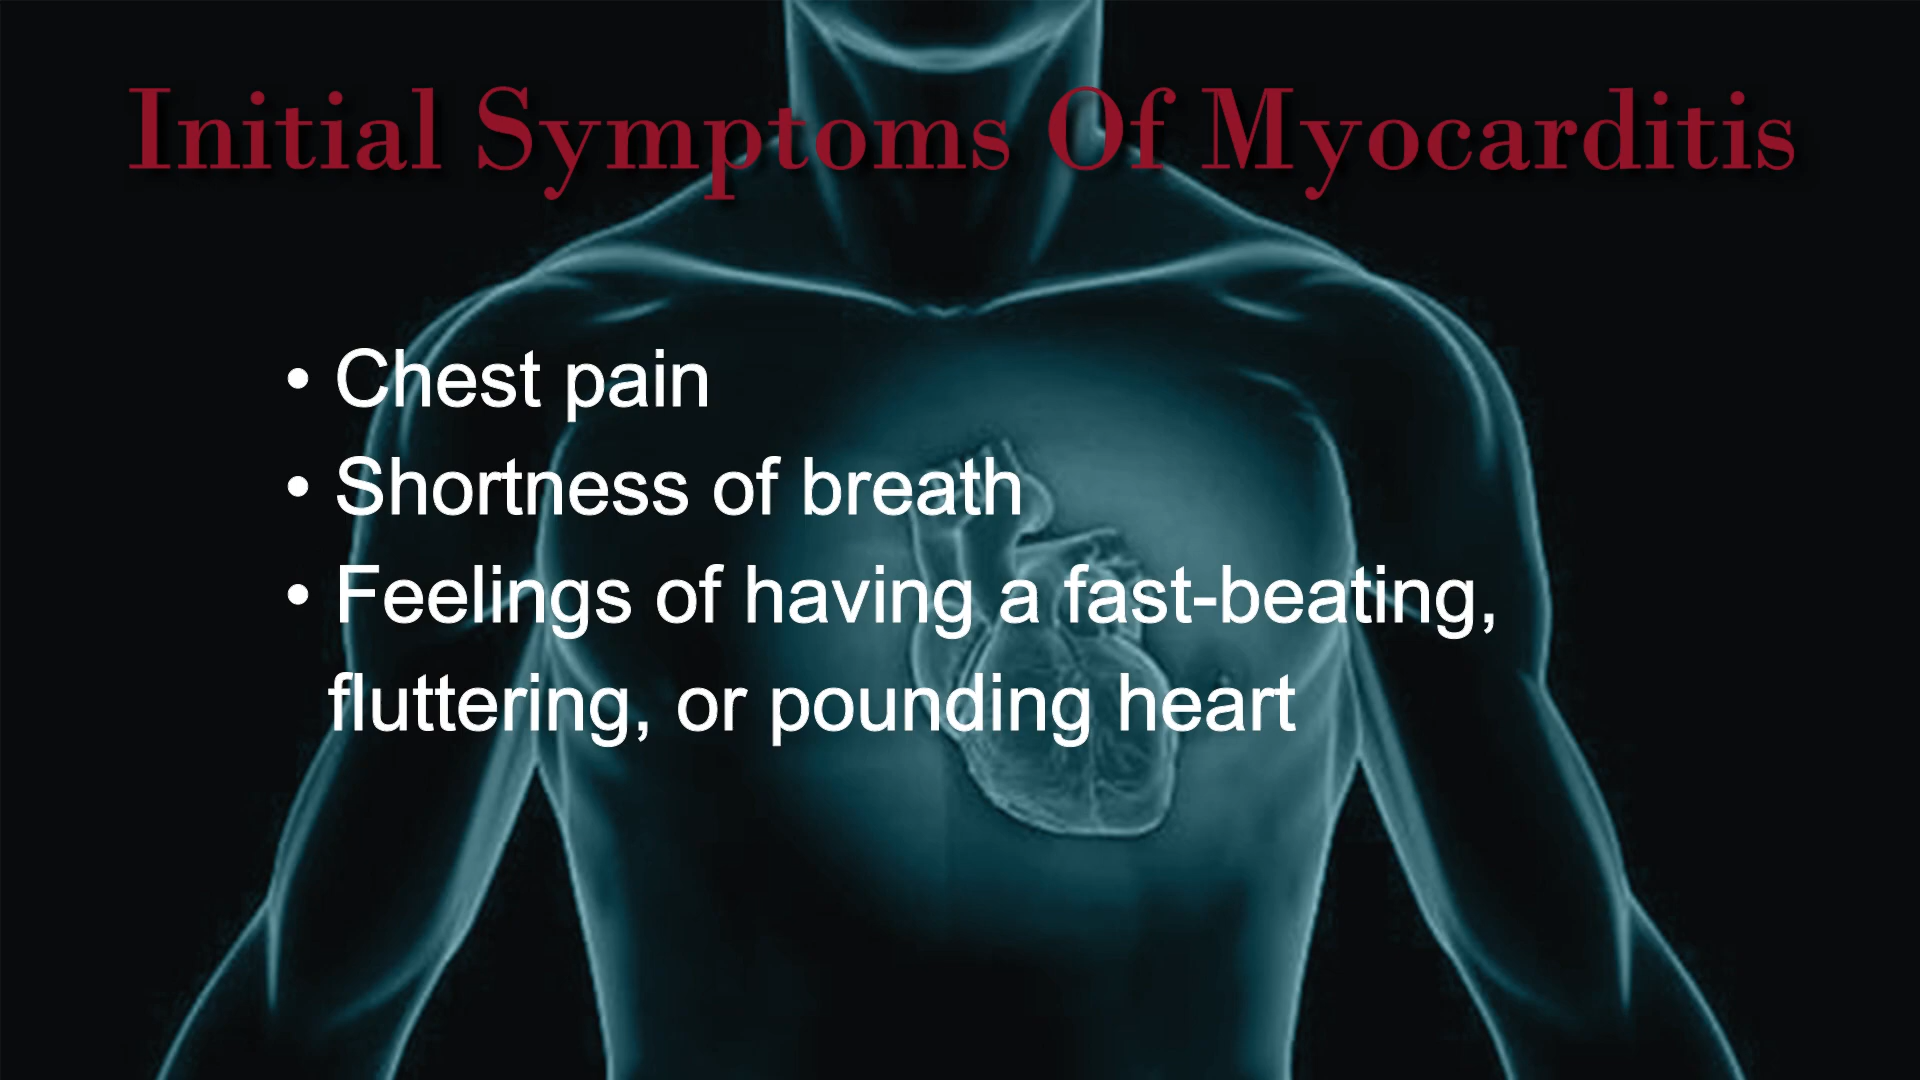 Initial Symptoms Of Myocarditis
• Chest pain
• Shortness of breath
• Feelings of having a fast-beating,
fluttering, or pounding heart